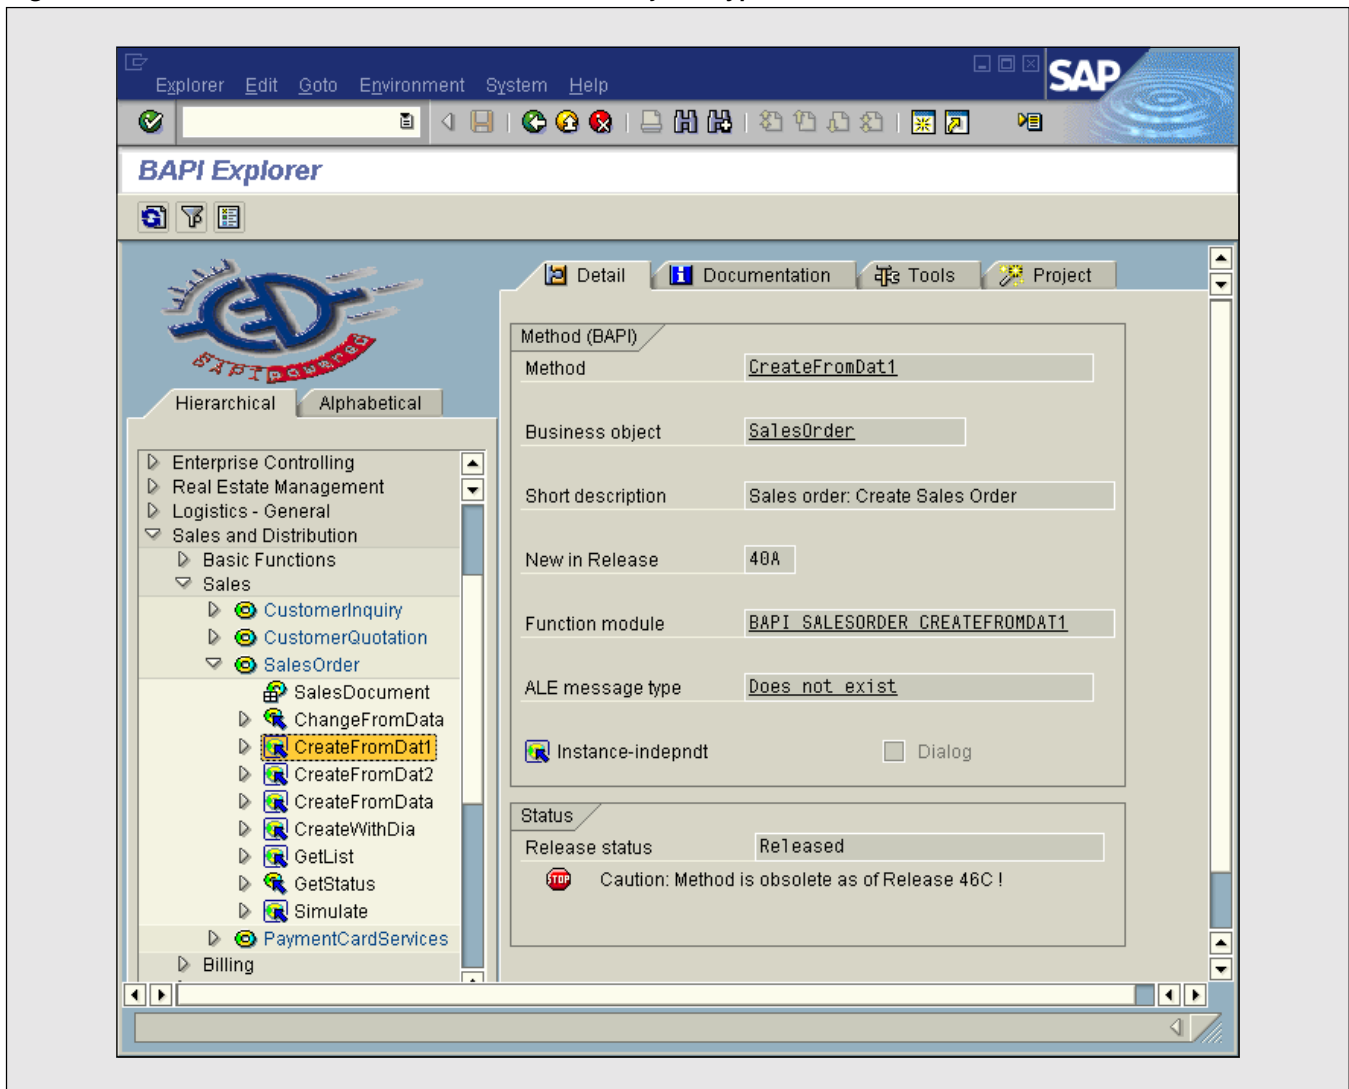 Explorer Edit Goto Environment System Help
SAP
BAPI Explorer
BAPI powered
Hierarchical Alphabetical
Enterprise Controlling
Real Estate Management
Logistics - General
Sales and Distribution
Basic Functions
Sales
CustomerInquiry
CustomerQuotation
SalesOrder
SalesDocument
ChangeFromData
CreateFromDat1
CreateFromDat2
CreateFromData
CreateWithDia
GetList
GetStatus
Simulate
PaymentCardServices
Billing
Detail Documentation Tools Project
Method (BAPI)
Method CreateFromDat1
Business object SalesOrder
Short description Sales order: Create Sales Order
New in Release 40A
Function module BAPI_SALESORDER_CREATEFROMDAT1
ALE message type Does not exist
Instance-indepndt Dialog
Status
Release status Released
STOP Caution: Method is obsolete as of Release 46C !